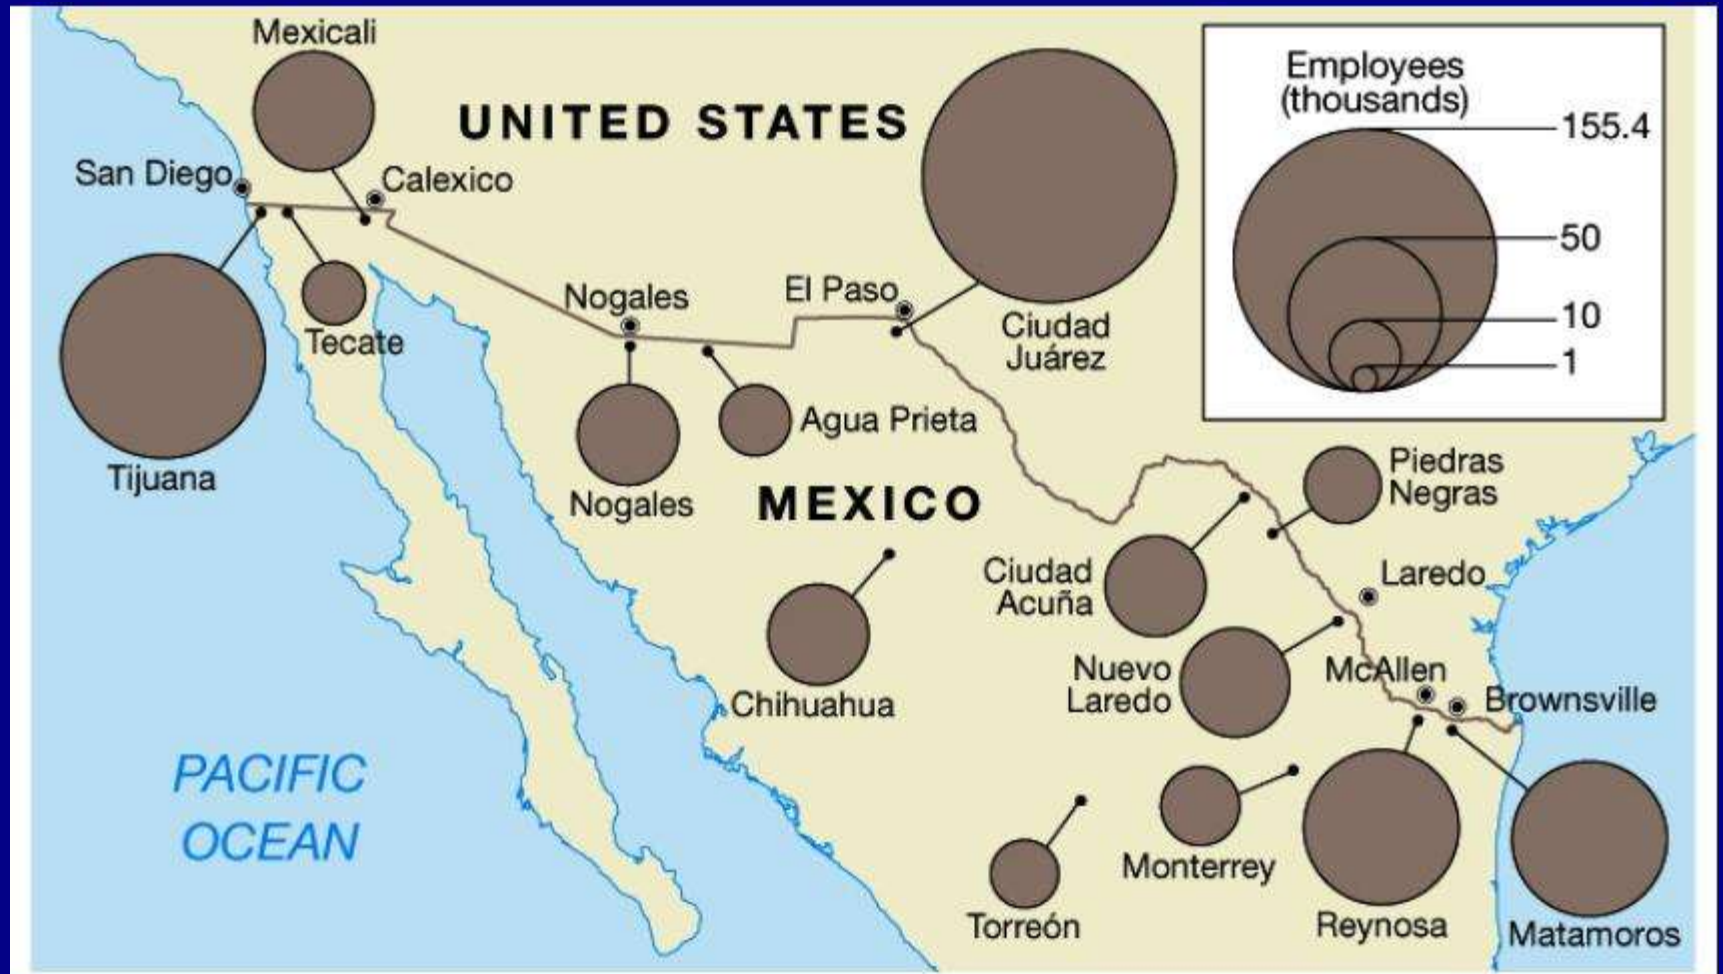 Mexicali
UNITED STATES
Employees
(thousands)
155.4
50
10
1
San Diego
Calexico
Tecate
Tijuana
Nogales
El Paso
Ciudad
Juárez
Nogales
Agua Prieta
MEXICO
Piedras
Negras
Ciudad
Acuña
Laredo
Nuevo
Laredo
McAllen
Brownsville
Chihuahua
PACIFIC
OCEAN
Monterrey
Torreón
Reynosa
Matamoros